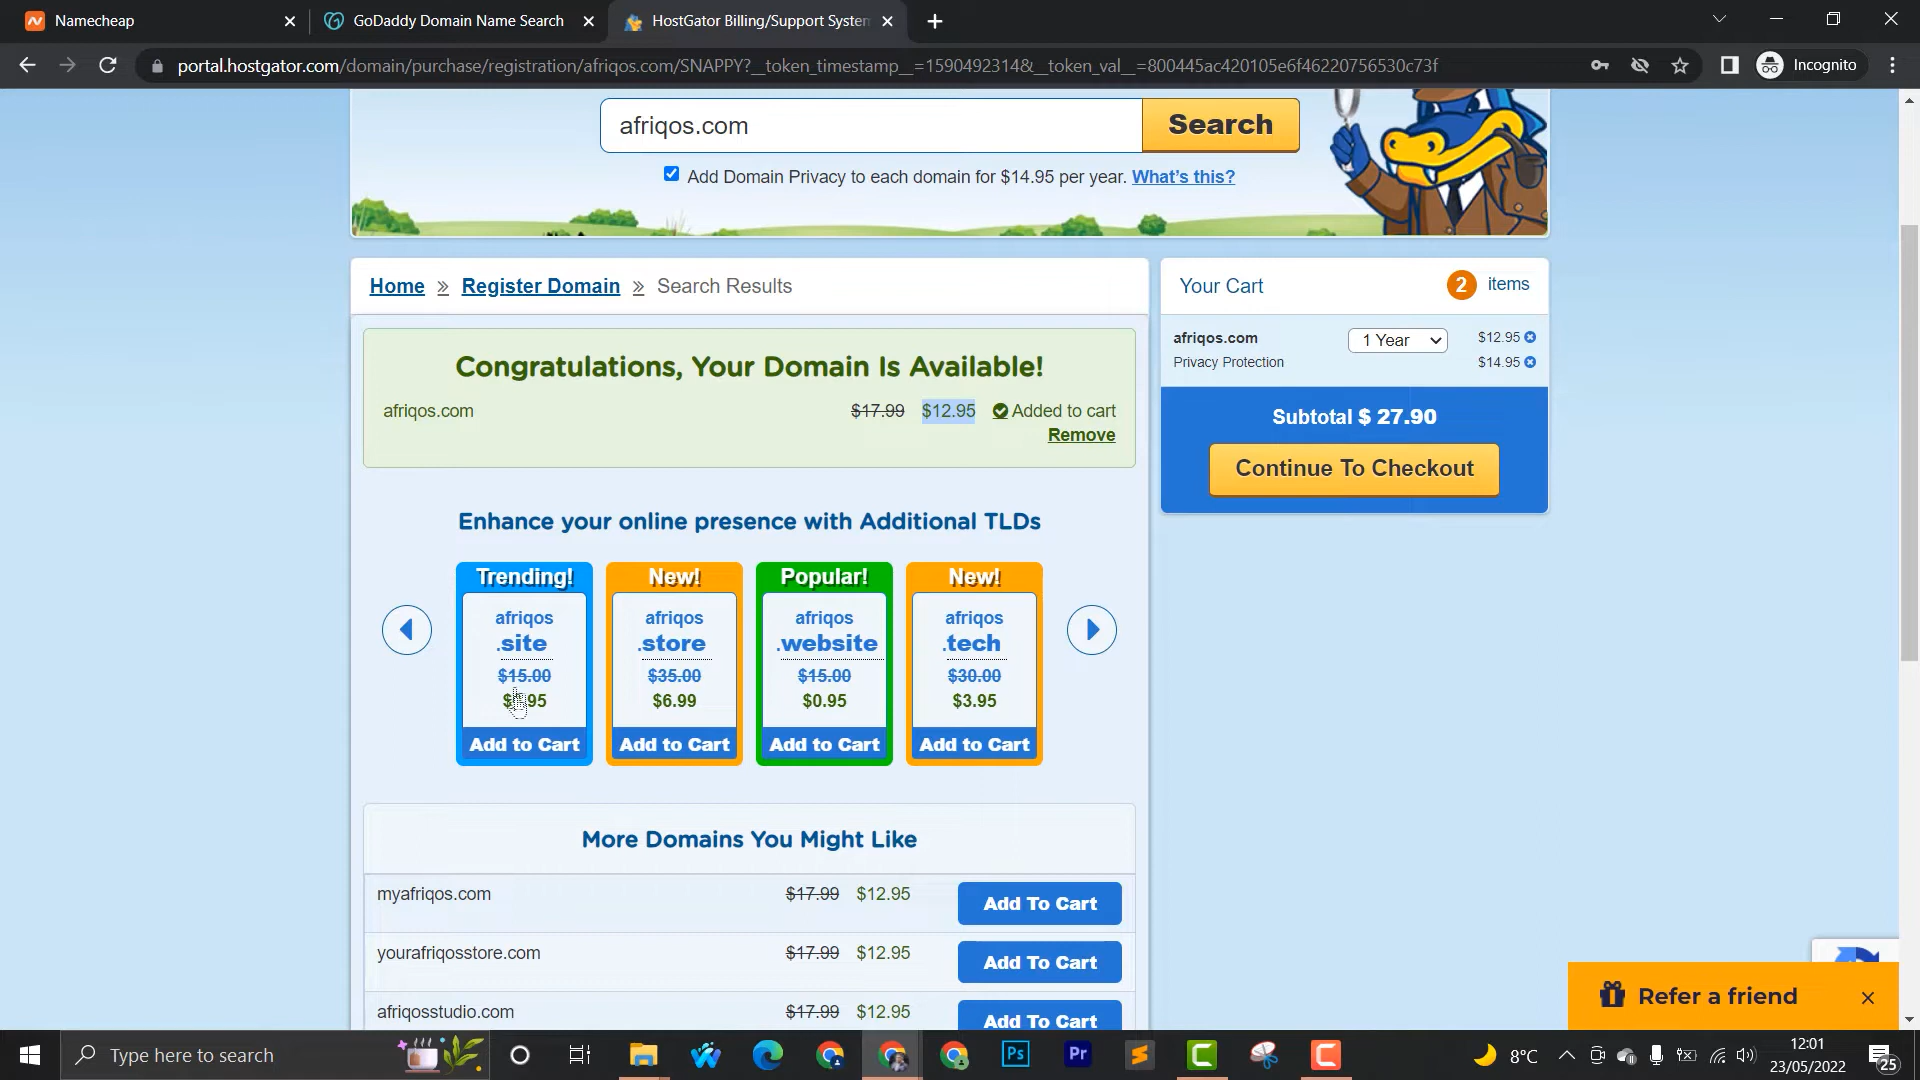 Namecheap
GoDaddy Domain Name Search
HostGator Billing/Support System
portal.hostgator.com/domain/purchase/registration/afriqos.com/SNAPPY?__token_timestamp__=1590492314&__token_val__=800445ac420105e6f46220756530c73f
Incognito
afriqos.com
Search
Add Domain Privacy to each domain for $14.95 per year. What's this?
Home » Register Domain » Search Results
Congratulations, Your Domain Is Available!
afriqos.com $17.99 $12.95 Added to cart
Remove
Your Cart 2 items
afriqos.com 1 Year $12.95
Privacy Protection $14.95
Subtotal $ 27.90
Continue To Checkout
Enhance your online presence with Additional TLDs
Trending!
afriqos
.site
$15.00
Add to Cart
New!
afriqos
.store
$35.00
$6.99
Add to Cart
Popular!
afriqos
.website
$15.00
$0.95
Add to Cart
New!
afriqos
.tech
$30.00
$3.95
Add to Cart
More Domains You Might Like
myafriqos.com $17.99 $12.95 Add To Cart
yourafriqosstore.com $17.99 $12.95 Add To Cart
afriqosstudio.com $17.99 $12.95 Add To Cart
Refer a friend
Type here to search
Ps
Pr
8°C
12:01
23/05/2022
25